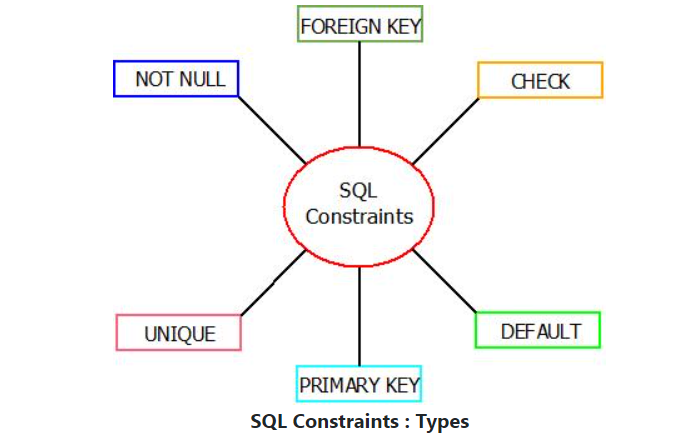 FOREIGN KEY
NOT NULL
CHECK
SQL
Constraints
UNIQUE
DEFAULT
PRIMARY KEY
SQL Constraints : Types